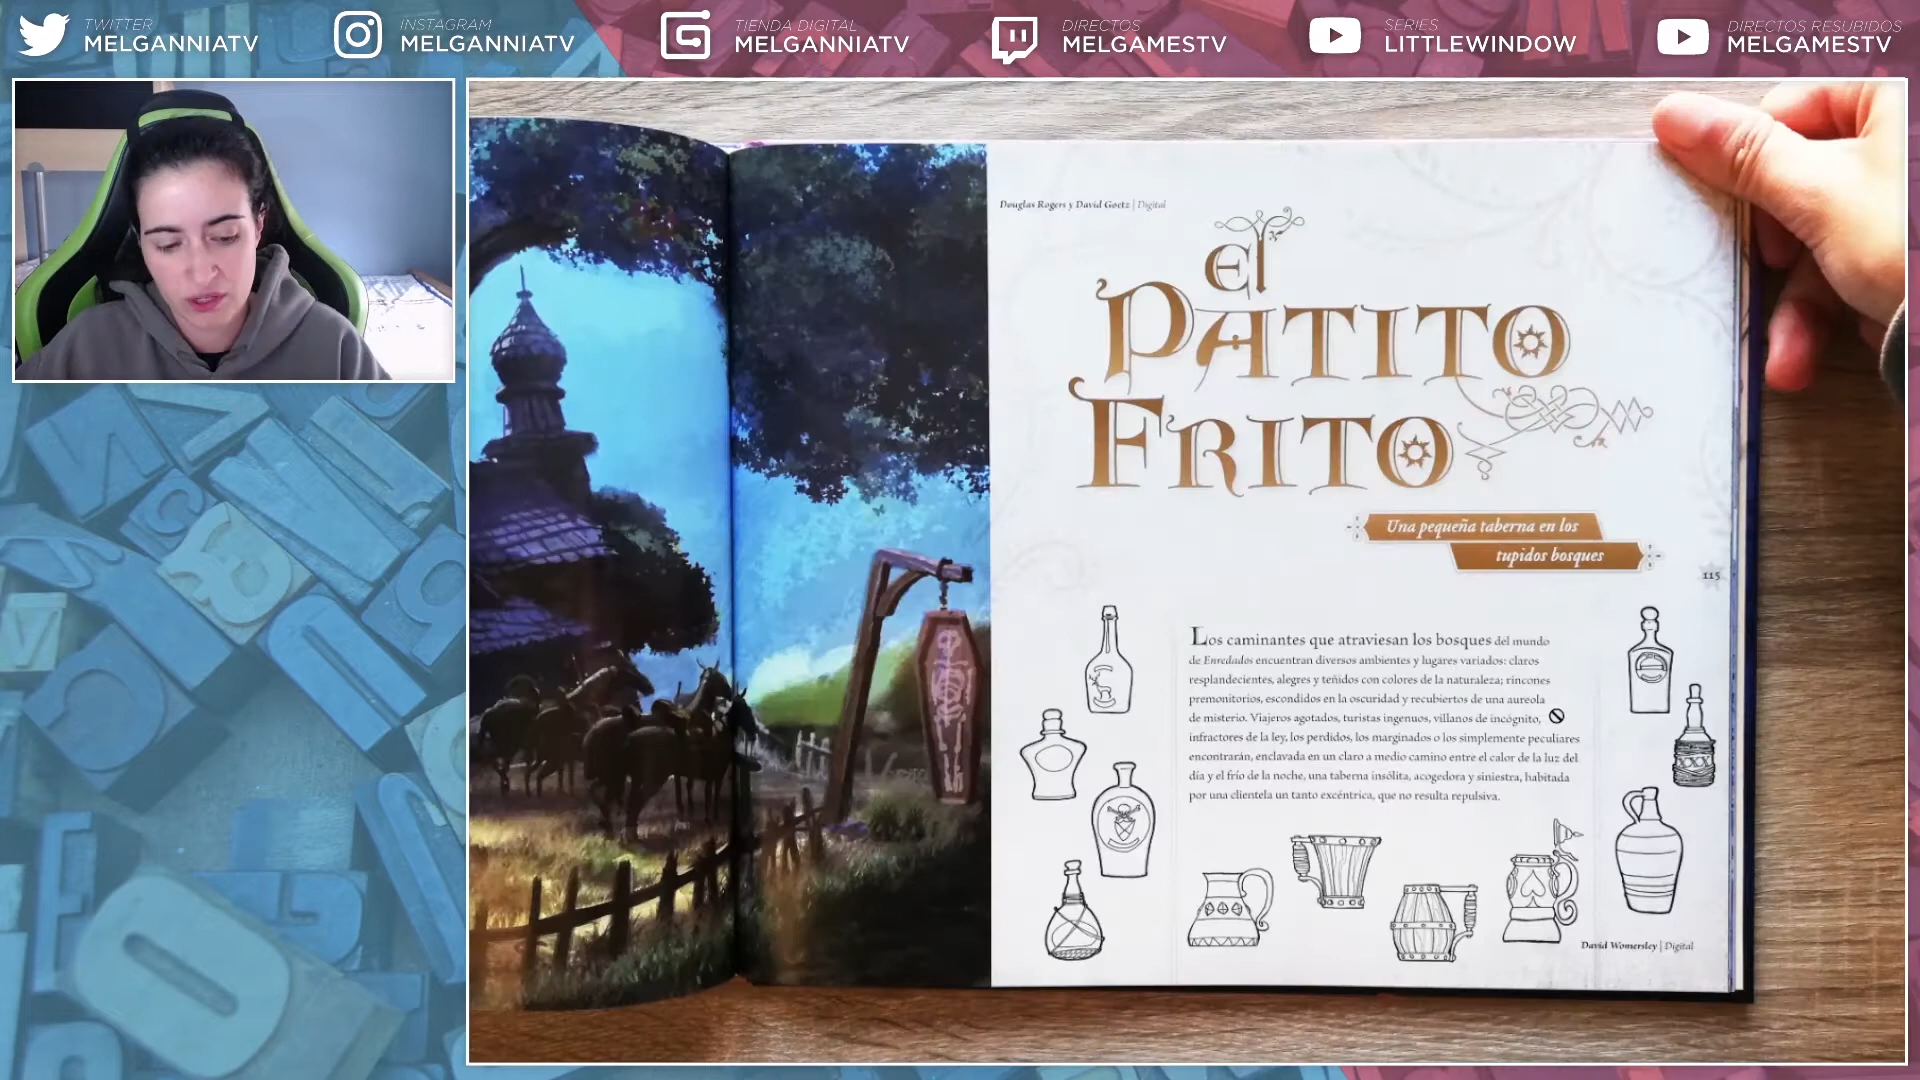 TWITTER
MELGANNIATV
INSTAGRAM
MELGANNIATV
TIENDA DIGITAL
MELGANNIATV
DIRECTOS
MELGAMESTV
SERIES
LITTLEWINDOW
DIRECTOS RESUBIDOS
MELGAMESTV
Douglas Rogers y David Goetz | Digital
El
PATITO
FRITO
Una pequeña taberna en los
tupidos bosques
115
Los caminantes que atraviesan los bosques del mundo
de Enredados encuentran diversos ambientes y lugares variados: claros
resplandecientes, alegres y teñidos con colores de la naturaleza; rincones
premonitorios, escondidos en la oscuridad y recubiertos de una aureola
de misterio. Viajeros agotados, turistas ingenuos, villanos de incógnito,
infractores de la ley, los perdidos, los marginados o los simplemente peculiares
encontrarán, enclavada en un claro a medio camino entre el calor de la luz del
día y el frío de la noche, una taberna insólita, acogedora y siniestra, habitada
por una clientela un tanto excéntrica, que no resulta repulsiva.
XXX
David Womersley | Digital